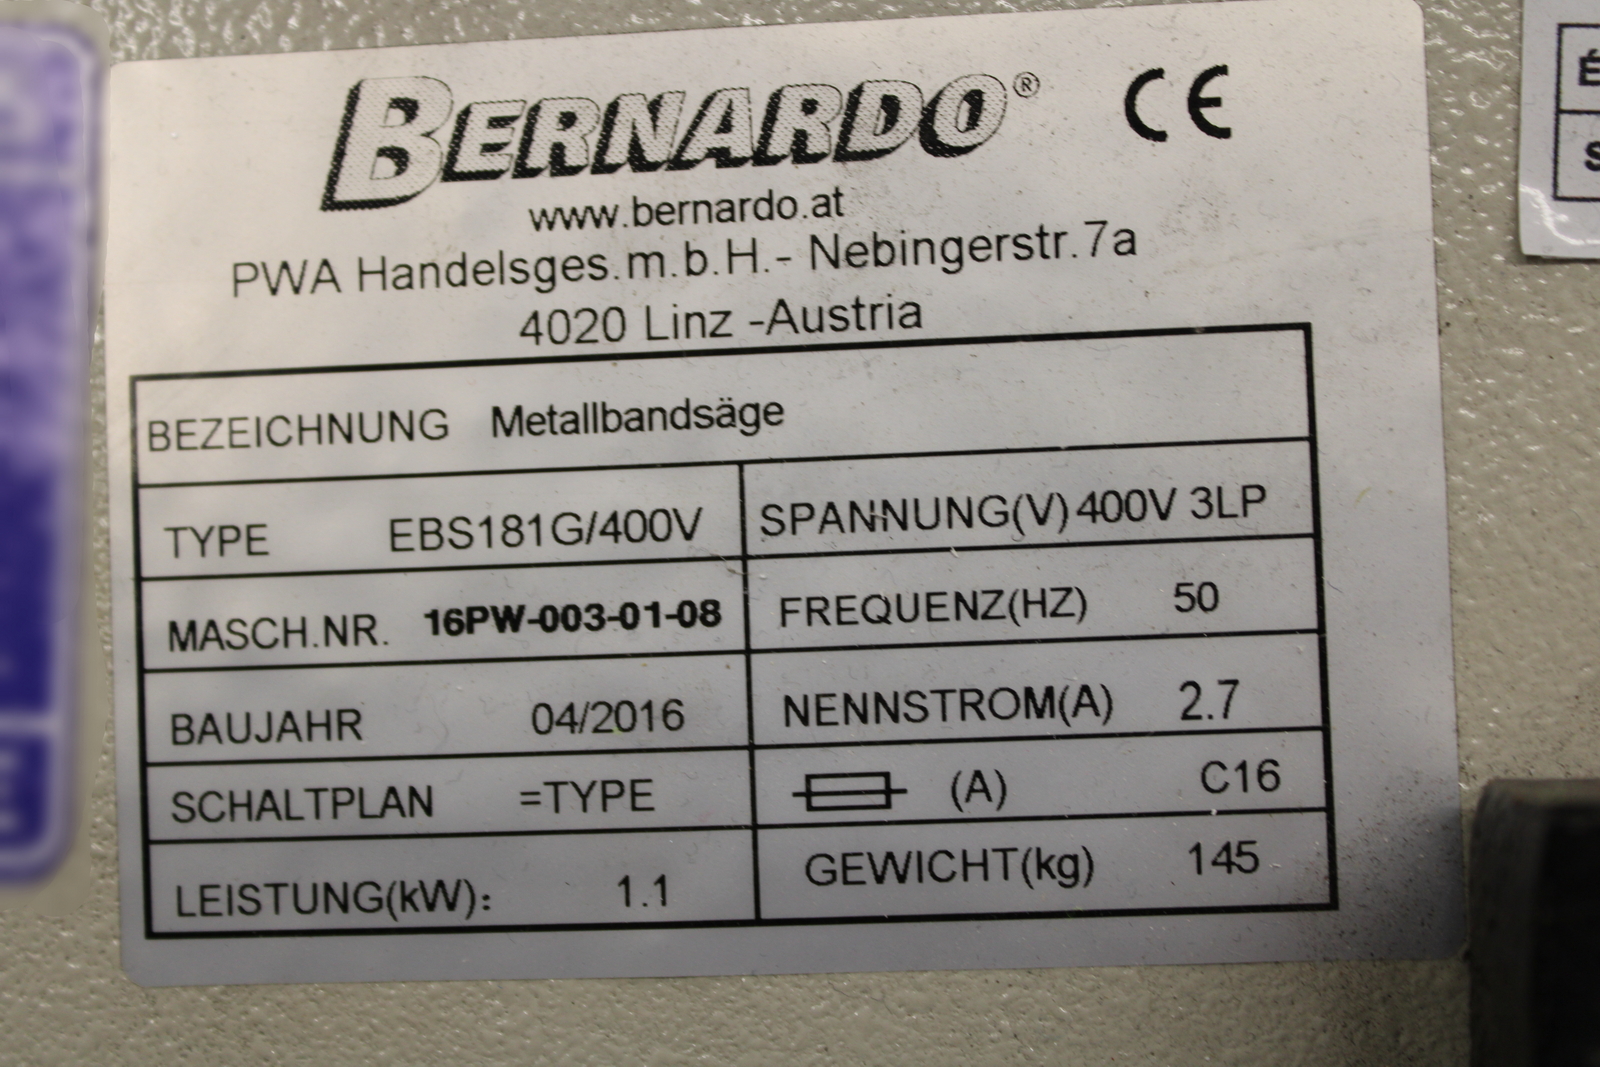 BERNARDO® CE
www.bernardo.at
PWA Handelsges.m.b.H.- Nebingerstr.7a
4020 Linz -Austria
BEZEICHNUNG Metallbandsäge
TYPE EBS181G/400V SPANNUNG(V) 400V 3LP
MASCH.NR. 16PW-003-01-08 FREQUENZ(HZ) 50
BAUJAHR 04/2016 NENNSTROM(A) 2.7
SCHALTPLAN =TYPE (A) C16
LEISTUNG(kW): 1.1 GEWICHT(kg) 145